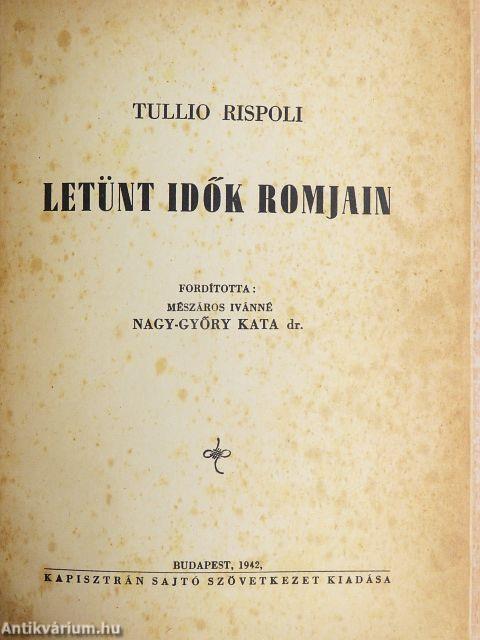 TULLIO RISPOLI
LETÜNT IDŐK ROMJAIN
FORDÍTOTTA:
MÉSZÁROS IVÁNNÉ
NAGY-GYŐRY KATA dr.
BUDAPEST, 1942,
KAPISZTRÁN SAJTÓ SZÖVETKEZET KIADÁSA
Antikvárium.hu